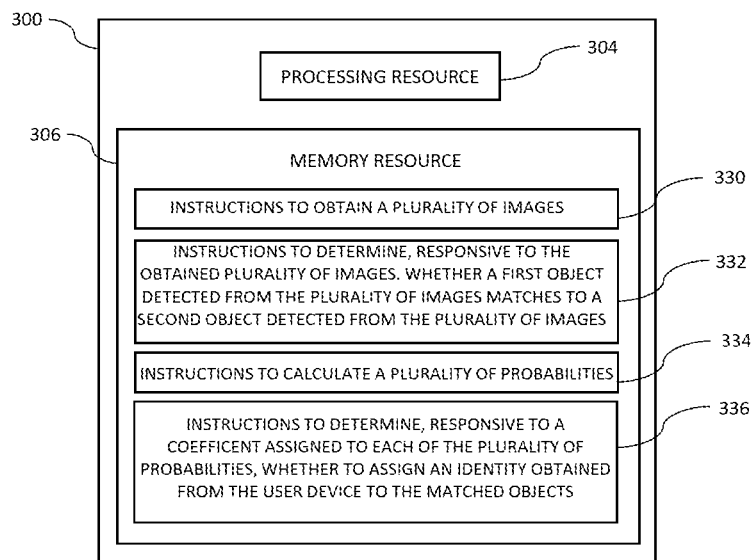 300
304
PROCESSING RESOURCE
306
MEMORY RESOURCE
330
INSTRUCTIONS TO OBTAIN A PLURALITY OF IMAGES
INSTRUCTIONS TO DETERMINE, RESPONSIVE TO THE
OBTAINED PLURALITY OF IMAGES. WHETHER A FIRST OBJECT
332
DETECTED FROM THE PLURALITY OF IMAGES MATCHES TO A
SECOND OBJECT DETECTED FROM THE PLURALITY OF IMAGES
334
INSTRUCTIONS TO CALCULATE A PLURALITY OF PROBABILITIES
336
INSTRUCTIONS TO DETERMINE, RESPONSIVE TO A
COEFFICENT ASSIGNED TO EACH OF THE PLURALITY OF
PROBABILITIES, WHETHER TO ASSIGN AN IDENTITY OBTAINED
FROM THE USER DEVICE TO THE MATCHED OBJECTS